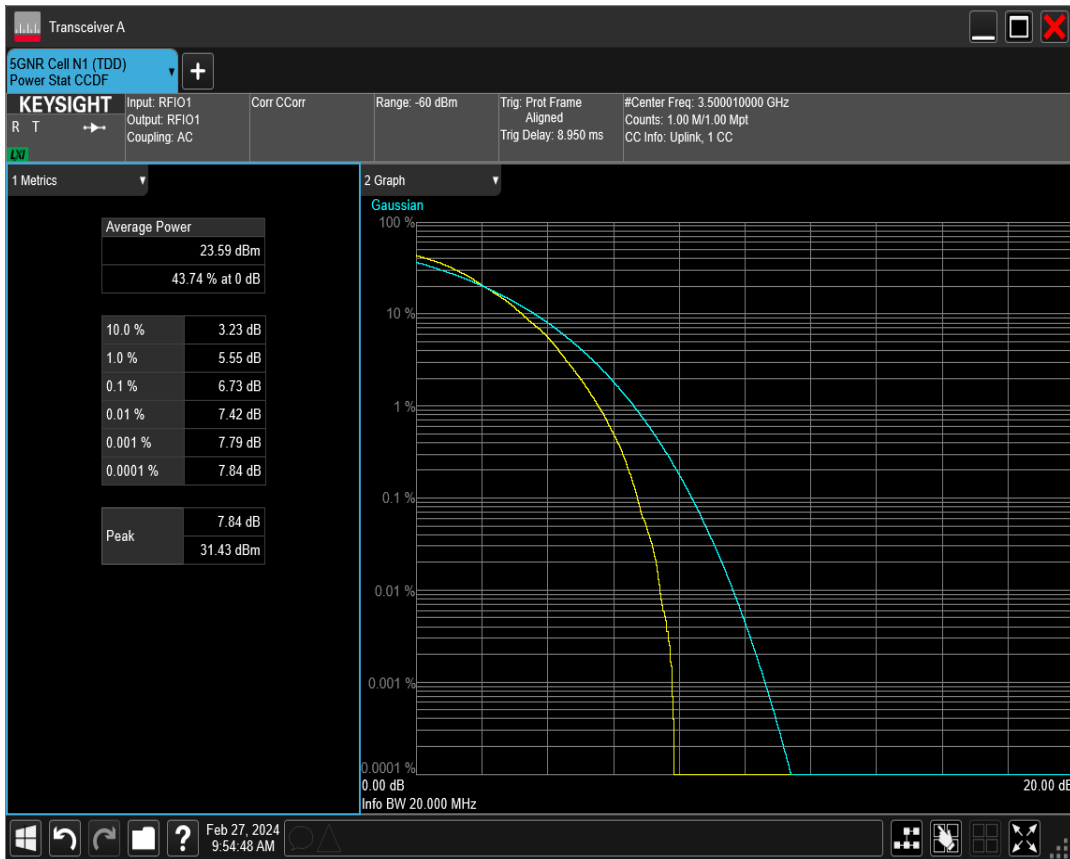 Transceiver A
5GNR Cell N1 (TDD)
Power Stat CCDF
KEYSIGHT
R T
LXI
Input: RFIO1
Output: RFIO1
Coupling: AC
Corr CCorr
Range: -60 dBm
Trig: Prot Frame
Aligned
Trig Delay: 8.950 ms
#Center Freq: 3.500010000 GHz
Counts: 1.00 M/1.00 Mpt
CC Info: Uplink, 1 CC
1 Metrics
Average Power
23.59 dBm
43.74 % at 0 dB
10.0 % 3.23 dB
1.0 % 5.55 dB
0.1 % 6.73 dB
0.01 % 7.42 dB
0.001 % 7.79 dB
0.0001 % 7.84 dB
Peak
7.84 dB
31.43 dBm
2 Graph
Gaussian
100 %
10 %
1 %
0.1 %
0.01 %
0.001 %
0.0001 %
0.00 dB 20.00 dB
Info BW 20.000 MHz
?
Feb 27, 2024
9:54:48 AM